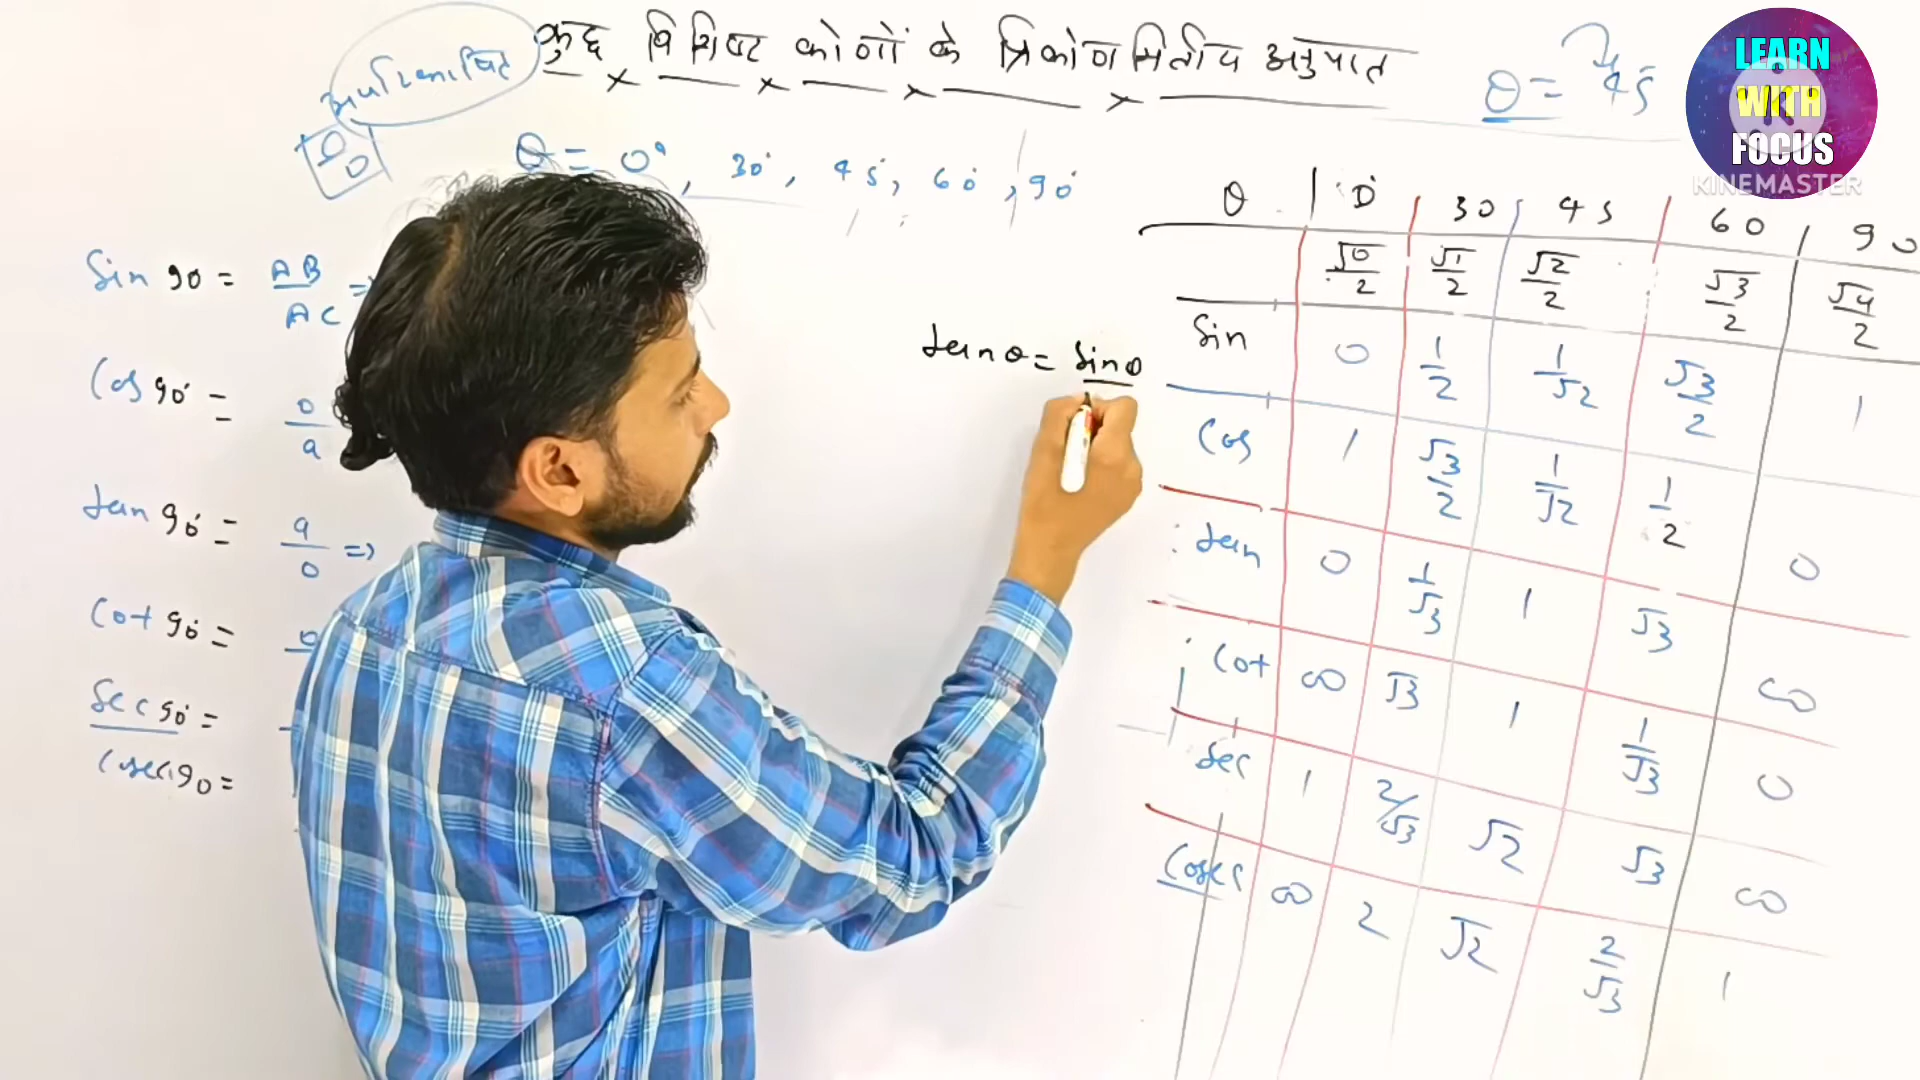 कुछ विशिष्ट कोणों के त्रिकोणमितीय अनुपात
θ = 45
LEARN
WITH
FOCUS
KINEMASTER
अपरिभाषित
0/0
θ = 0°, 30°, 45°, 60°, 90°
Sin 90 = AB/AC =>
Cos 90° = 0/a
tan 90° = a/0 =>
Cot 90° = 0
Sec 90° =
Cosec 90 =
tan θ = Sin θ
θ 0° 30 45 60 90
√0/2 √1/2 √2/2 √3/2 √4/2
Sin 0 1/2 1/√2 √3/2 1
Cos 1 √3/2 1/√2 1/2 0
tan 0 1/√3 1 √3 ∞
Cot ∞ √3 1 1/√3 0
Sec 1 2/√3 √2 √3 ∞
Cosec ∞ 2 √2 2/√3 1